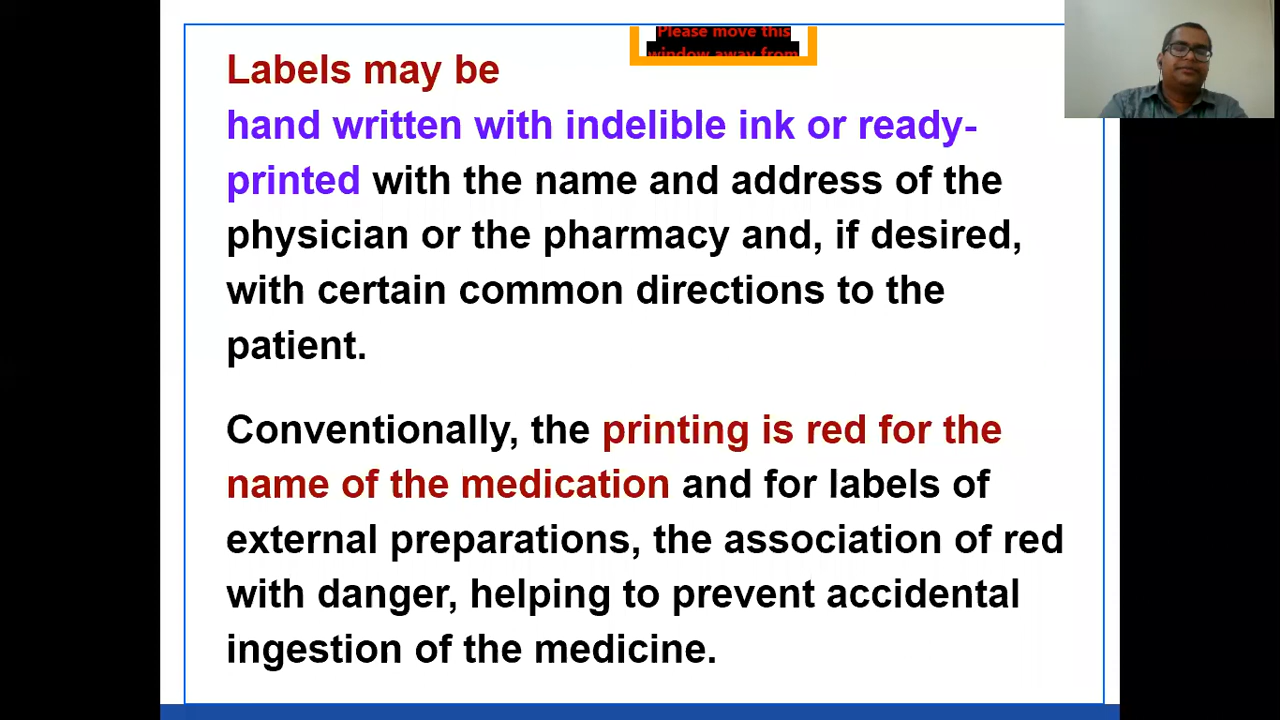 Please move this
window away from
Labels may be
hand written with indelible ink or ready-
printed with the name and address of the
physician or the pharmacy and, if desired,
with certain common directions to the
patient.
Conventionally, the printing is red for the
name of the medication and for labels of
external preparations, the association of red
with danger, helping to prevent accidental
ingestion of the medicine.